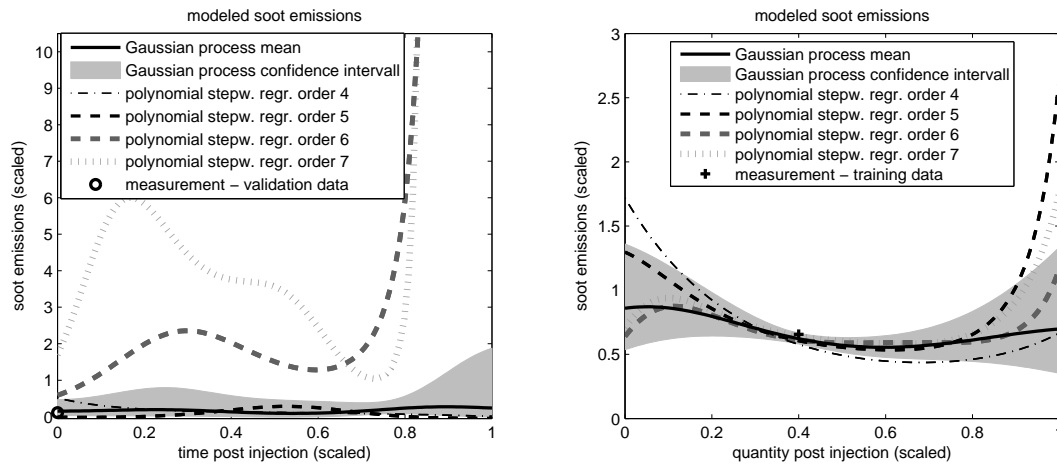 modeled soot emissions
10
9
8
7
6
5
4
3
2
1
0
soot emissions (scaled)
Gaussian process mean
Gaussian process confidence intervall
polynomial stepw. regr. order 4
polynomial stepw. regr. order 5
polynomial stepw. regr. order 6
polynomial stepw. regr. order 7
measurement – validation data
0 0.2 0.4 0.6 0.8 1
time post injection (scaled)
modeled soot emissions
3
2.5
2
1.5
1
0.5
0
soot emissions (scaled)
Gaussian process mean
Gaussian process confidence intervall
polynomial stepw. regr. order 4
polynomial stepw. regr. order 5
polynomial stepw. regr. order 6
polynomial stepw. regr. order 7
measurement – training data
0 0.2 0.4 0.6 0.8 1
quantity post injection (scaled)